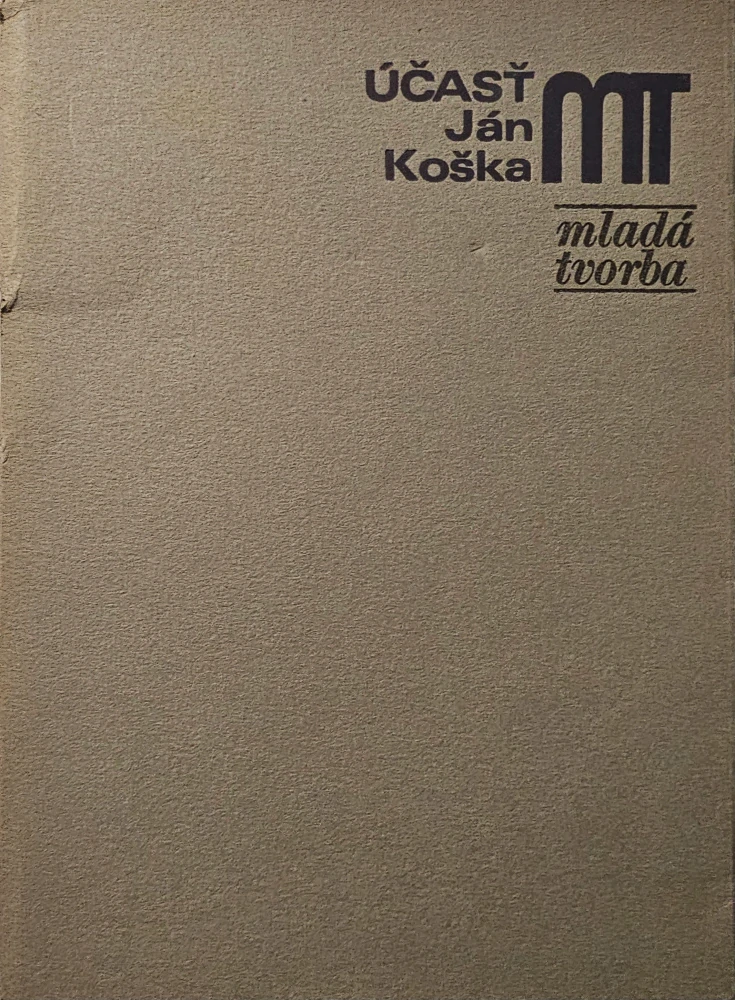 ÚČASŤ
Ján
Koška
MT
mladá
tvorba